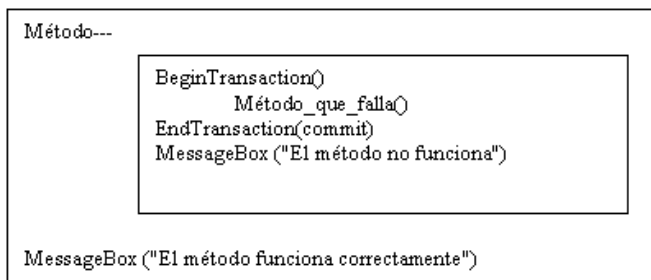 Método---
BeginTransaction()
Método_que_falla()
EndTransaction(commit)
MessageBox ("El método no funciona")
MessageBox ("El método funciona correctamente")